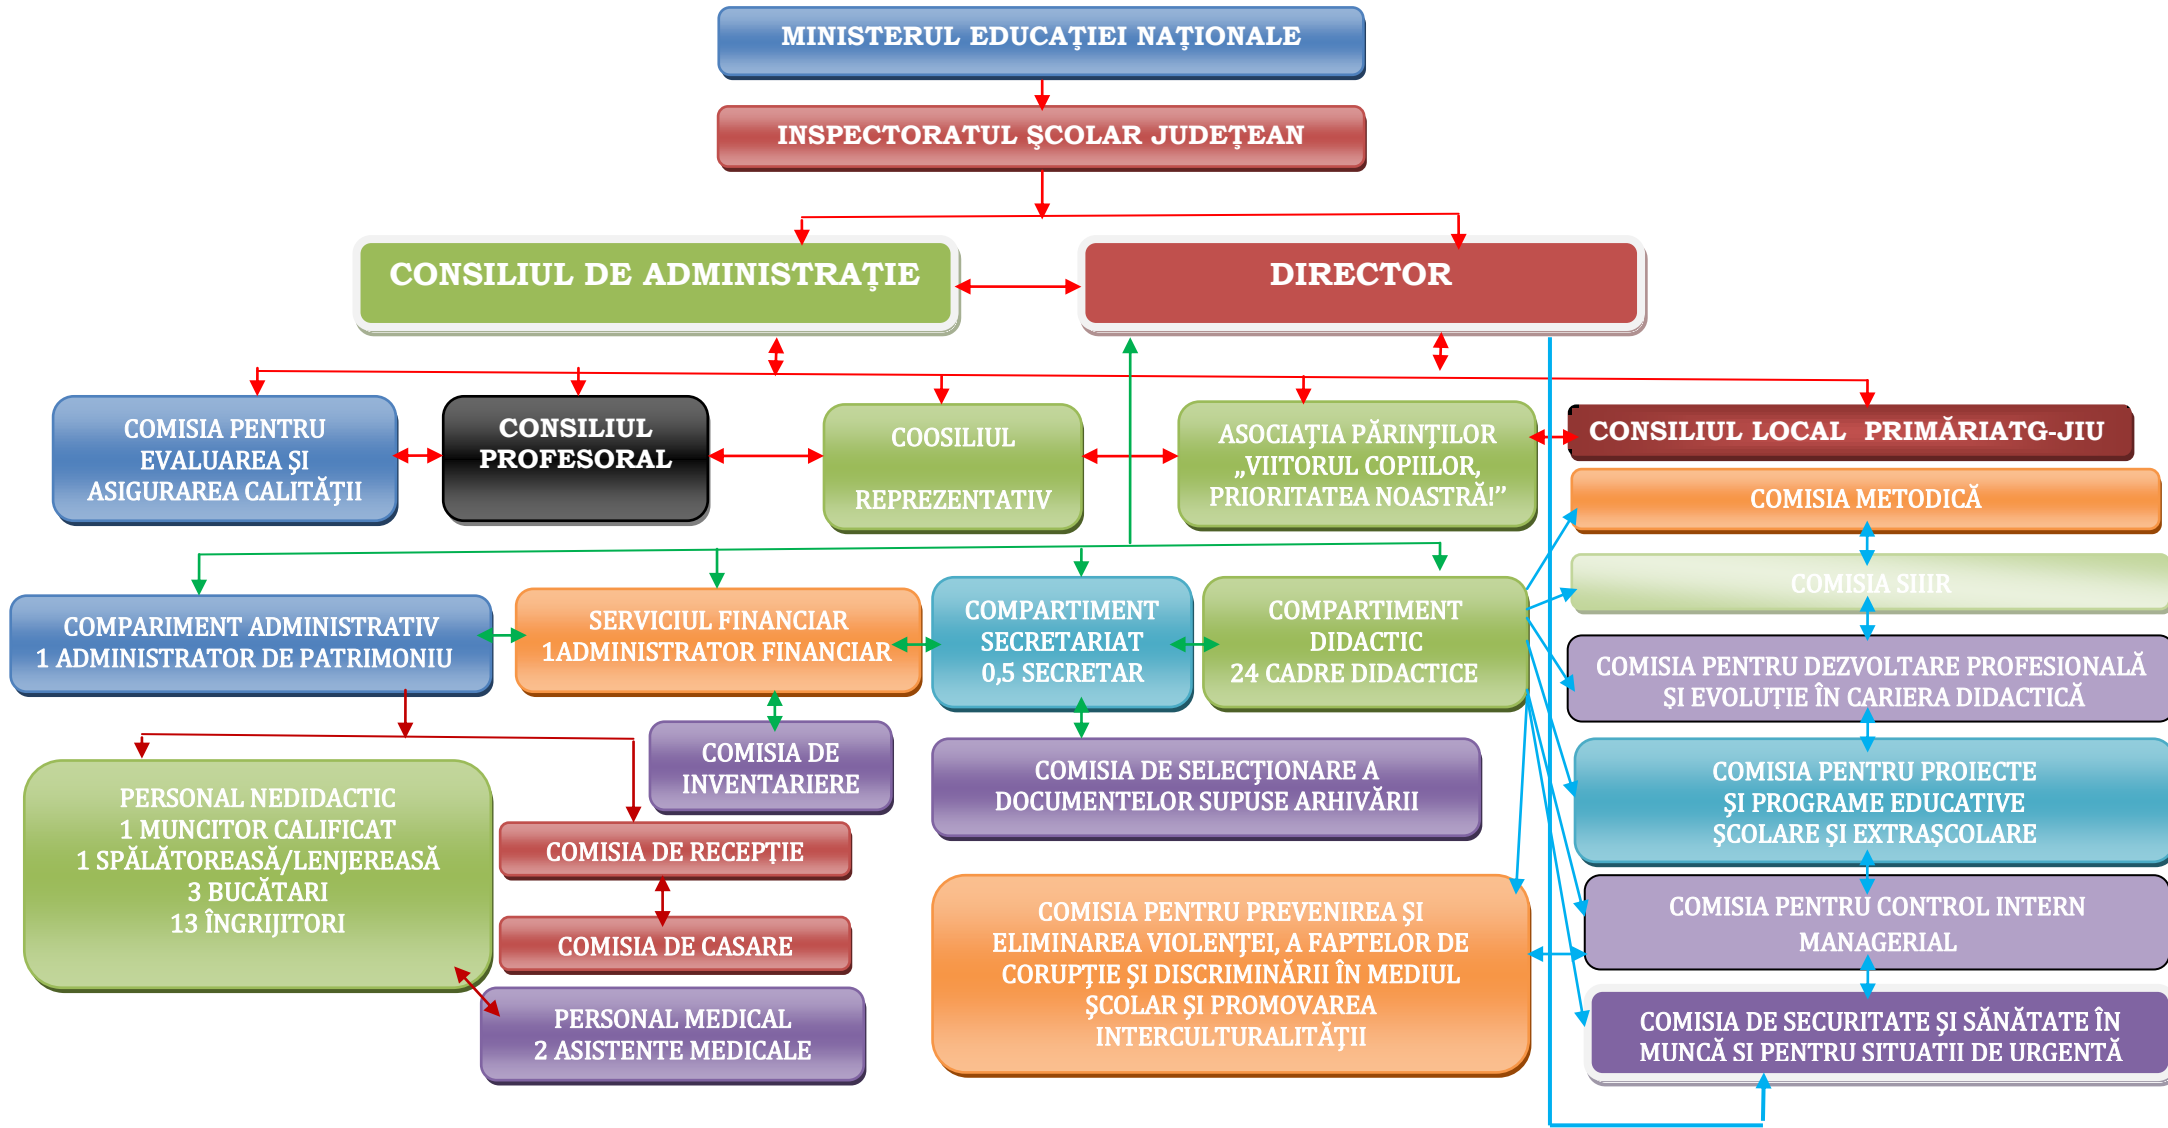 MINISTERUL EDUCAŢIEI NAŢIONALE
INSPECTORATUL ŞCOLAR JUDEŢEAN
CONSILIUL DE ADMINISTRAŢIE
DIRECTOR
COMISIA PENTRU
EVALUAREA ŞI
ASIGURAREA CALITĂŢII
CONSILIUL
PROFESORAL
COOSILIUL
REPREZENTATIV
ASOCIAŢIA PĂRINŢILOR
„VIITORUL COPIILOR,
PRIORITATEA NOASTRĂ!”
CONSILIUL LOCAL PRIMĂRIATG-JIU
COMISIA METODICĂ
COMISIA SIIIR
COMISIA PENTRU DEZVOLTARE PROFESIONALĂ
ŞI EVOLUŢIE ÎN CARIERA DIDACTICĂ
COMISIA PENTRU PROIECTE
ŞI PROGRAME EDUCATIVE
ŞCOLARE ŞI EXTRAŞCOLARE
COMISIA PENTRU CONTROL INTERN
MANAGERIAL
COMISIA DE SECURITATE ŞI SĂNĂTATE ÎN
MUNCĂ SI PENTRU SITUATII DE URGENTĂ
COMPARIMENT ADMINISTRATIV
1 ADMINISTRATOR DE PATRIMONIU
SERVICIUL FINANCIAR
1ADMINISTRATOR FINANCIAR
COMPARTIMENT
SECRETARIAT
0,5 SECRETAR
COMPARTIMENT
DIDACTIC
24 CADRE DIDACTICE
PERSONAL NEDIDACTIC
1 MUNCITOR CALIFICAT
1 SPĂLĂTOREASĂ/LENJEREASĂ
3 BUCĂTARI
13 ÎNGRIJITORI
COMISIA DE
INVENTARIERE
COMISIA DE RECEPŢIE
COMISIA DE CASARE
PERSONAL MEDICAL
2 ASISTENTE MEDICALE
COMISIA DE SELECŢIONARE A
DOCUMENTELOR SUPUSE ARHIVĂRII
COMISIA PENTRU PREVENIREA ŞI
ELIMINAREA VIOLENŢEI, A FAPTELOR DE
CORUPŢIE ŞI DISCRIMINĂRII ÎN MEDIUL
ŞCOLAR ŞI PROMOVAREA
INTERCULTURALITĂŢII